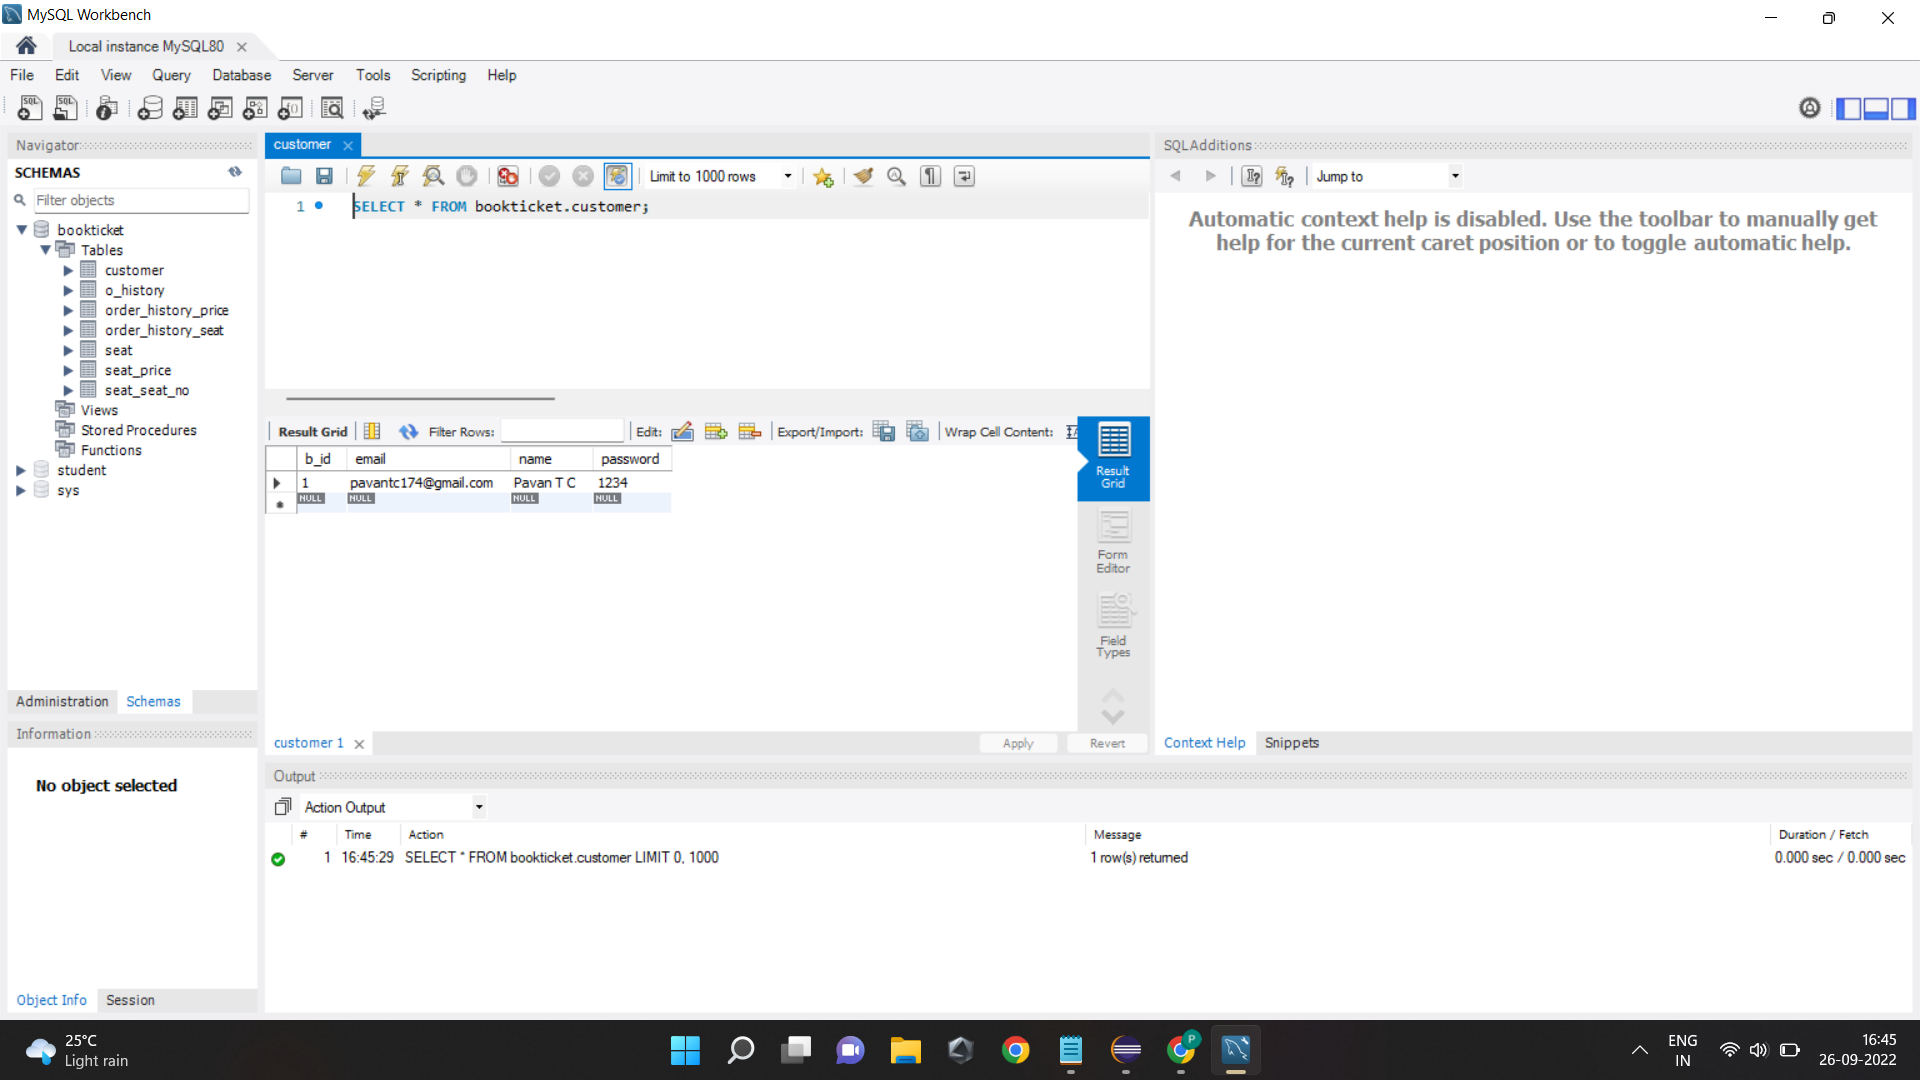 MySQL Workbench
Local instance MySQL80
File Edit View Query Database Server Tools Scripting Help
Navigator
SCHEMAS
Filter objects
bookticket
Tables
customer
o_history
order_history_price
order_history_seat
seat
seat_price
seat_seat_no
Views
Stored Procedures
Functions
student
sys
Administration Schemas
Information
No object selected
Object Info Session
customer
Limit to 1000 rows
1 SELECT * FROM bookticket.customer;
Result Grid Filter Rows: Edit: Export/Import: Wrap Cell Content:
b_id email name password
1 pavantc174@gmail.com Pavan T C 1234
NULL NULL NULL NULL
Result
Grid
Form
Editor
Field
Types
customer 1
Apply Revert
SQLAdditions
Jump to
Automatic context help is disabled. Use the toolbar to manually get
help for the current caret position or to toggle automatic help.
Context Help Snippets
Output
Action Output
# Time Action Message Duration / Fetch
1 16:45:29 SELECT * FROM bookticket.customer LIMIT 0, 1000 1 row(s) returned 0.000 sec / 0.000 sec
25°C
Light rain
P
ENG
IN
16:45
26-09-2022